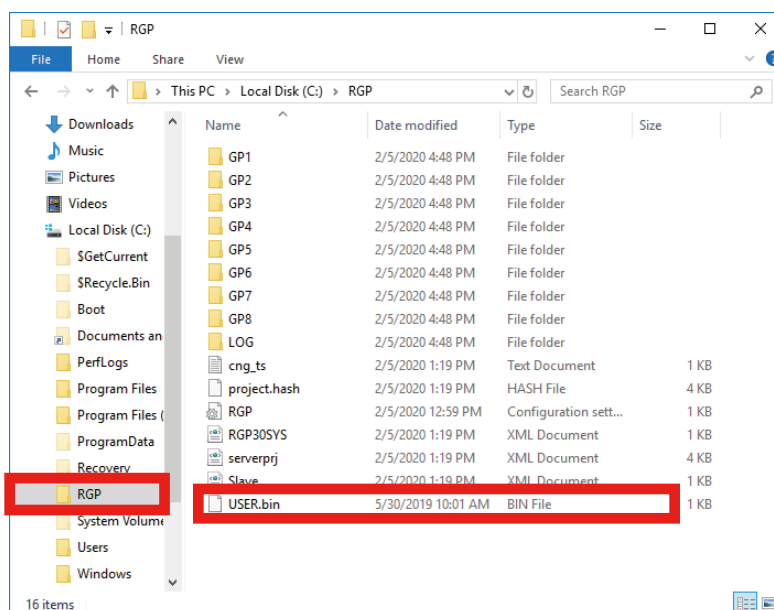 RGP
File Home Share View
This PC > Local Disk (C:) > RGP
Search RGP
Downloads
Music
Pictures
Videos
Local Disk (C:)
$GetCurrent
$Recycle.Bin
Boot
Documents an
PerfLogs
Program Files
Program Files (
ProgramData
Recovery
RGP
System Volume
Users
Windows
Name Date modified Type Size
GP1 2/5/2020 4:48 PM File folder
GP2 2/5/2020 4:48 PM File folder
GP3 2/5/2020 4:48 PM File folder
GP4 2/5/2020 4:48 PM File folder
GP5 2/5/2020 4:48 PM File folder
GP6 2/5/2020 4:48 PM File folder
GP7 2/5/2020 4:48 PM File folder
GP8 2/5/2020 4:48 PM File folder
LOG 2/5/2020 4:48 PM File folder
cng_ts 2/5/2020 1:19 PM Text Document 1 KB
project.hash 2/5/2020 1:19 PM HASH File 4 KB
RGP 2/5/2020 12:59 PM Configuration sett... 1 KB
RGP30SYS 2/5/2020 1:19 PM XML Document 1 KB
serverprj 2/5/2020 1:19 PM XML Document 4 KB
Slave 2/5/2020 1:19 PM XML Document 1 KB
USER.bin 5/30/2019 10:01 AM BIN File 1 KB
16 items